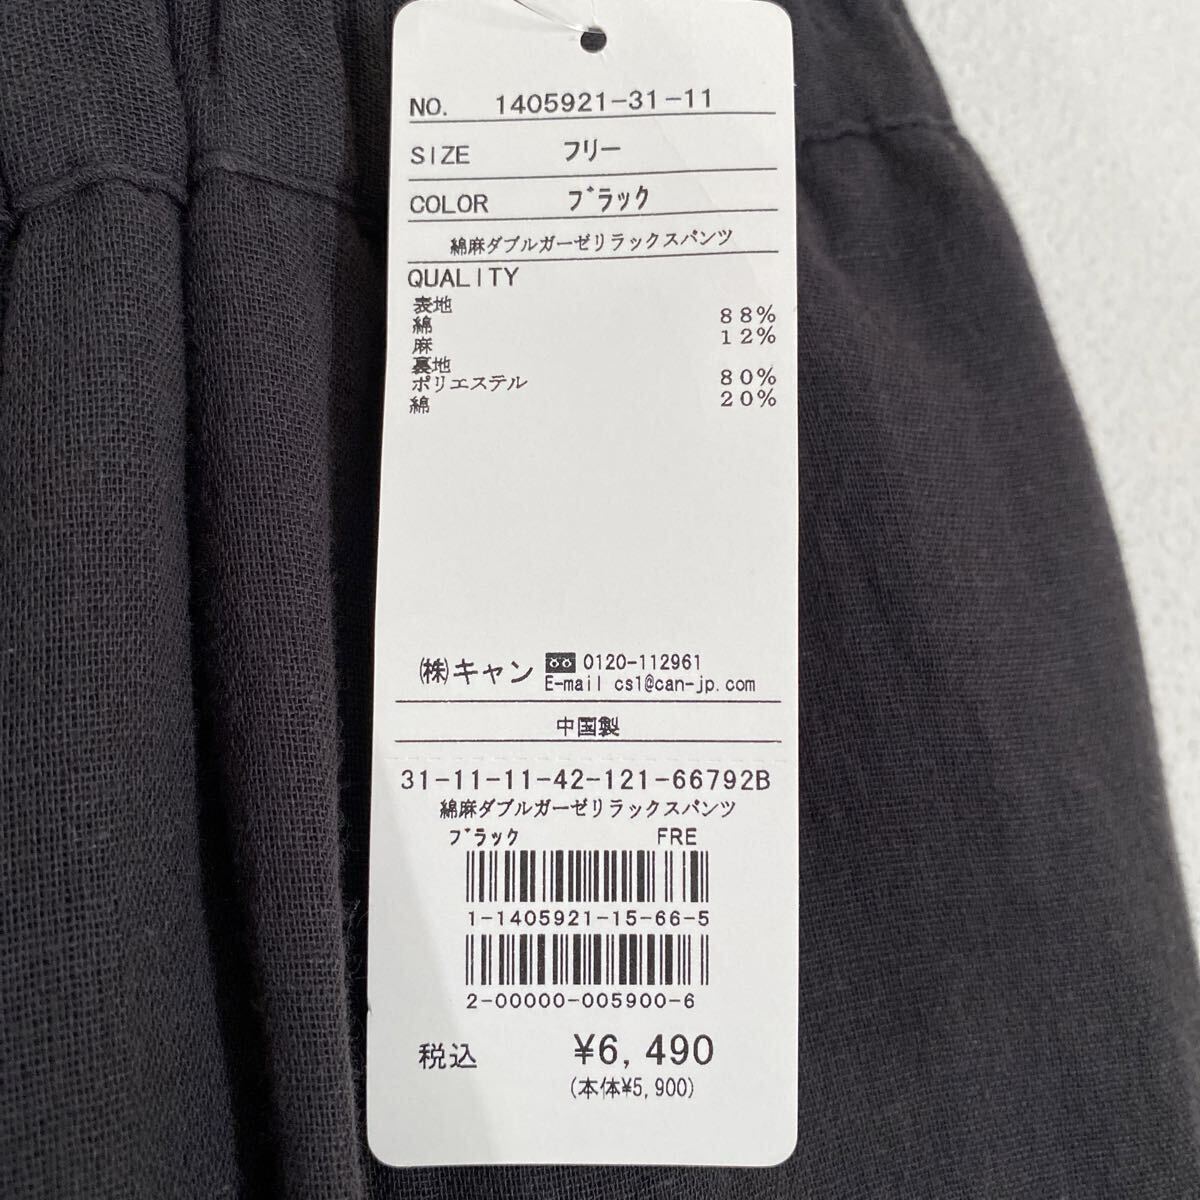 NO. 1405921-31-11
SIZE フリー
COLOR ブラック
綿麻ダブルガーゼリラックスパンツ
QUALITY
表地
綿 88%
麻 12%
裏地
ポリエステル 80%
綿 20%
㈱キャン 0120-112961
E-mail cs1@can-jp.com
中国製
31-11-11-42-121-66792B
綿麻ダブルガーゼリラックスパンツ
ブラック FRE
1-1405921-15-66-5
2-00000-005900-6
税込 ¥6,490
(本体¥5,900)